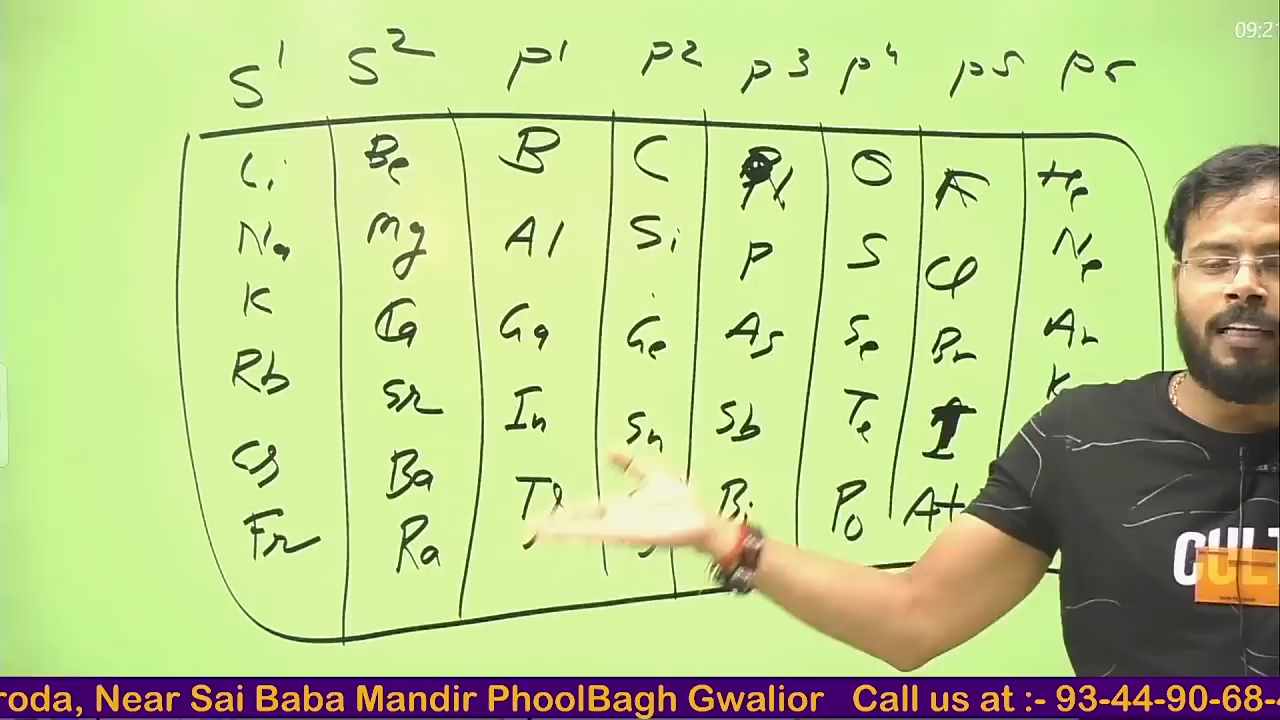 09:2
S¹ S² p¹ p2 p3 p⁴ p5 p6
Li Be B C O F He
Na Mg Al Si P S Cl Ne
K Ca Ga Ge As Se Br Ar
Rb Sr In Sn Sb Te I K
Cs Ba Tl Bi Po At
Fr Ra
CULT
roda, Near Sai Baba Mandir PhoolBagh Gwalior Call us at :- 93-44-90-68-